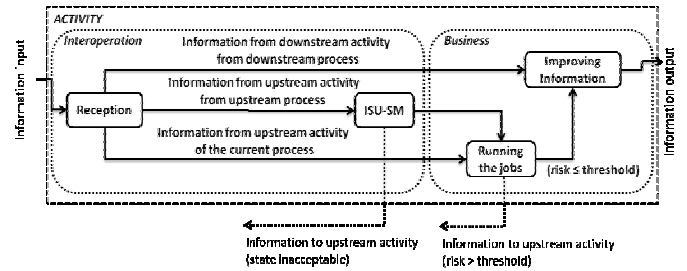 ACTIVITY
Interoperation
Business
Information input
Information from downstream activity
from downstream process
Improving
Information
Information from upstream activity
from upstream process
Reception
ISU-SM
Information from upstream activity
of the current process
Running
the jobs
(risk ≤ threshold)
Information output
Information to upstream activity
(state inacceptable)
Information to upstream activity
(risk > threshold)